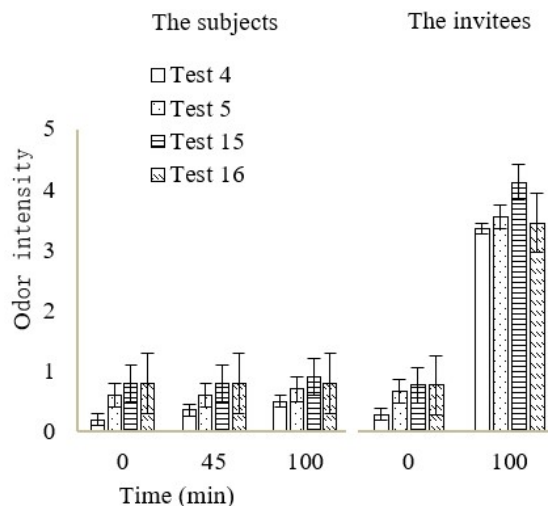 The subjects
The invitees
Test 4
Test 5
Test 15
Test 16
Odor intensity
5
4
3
2
1
0
0 45 100 0 100
Time (min)